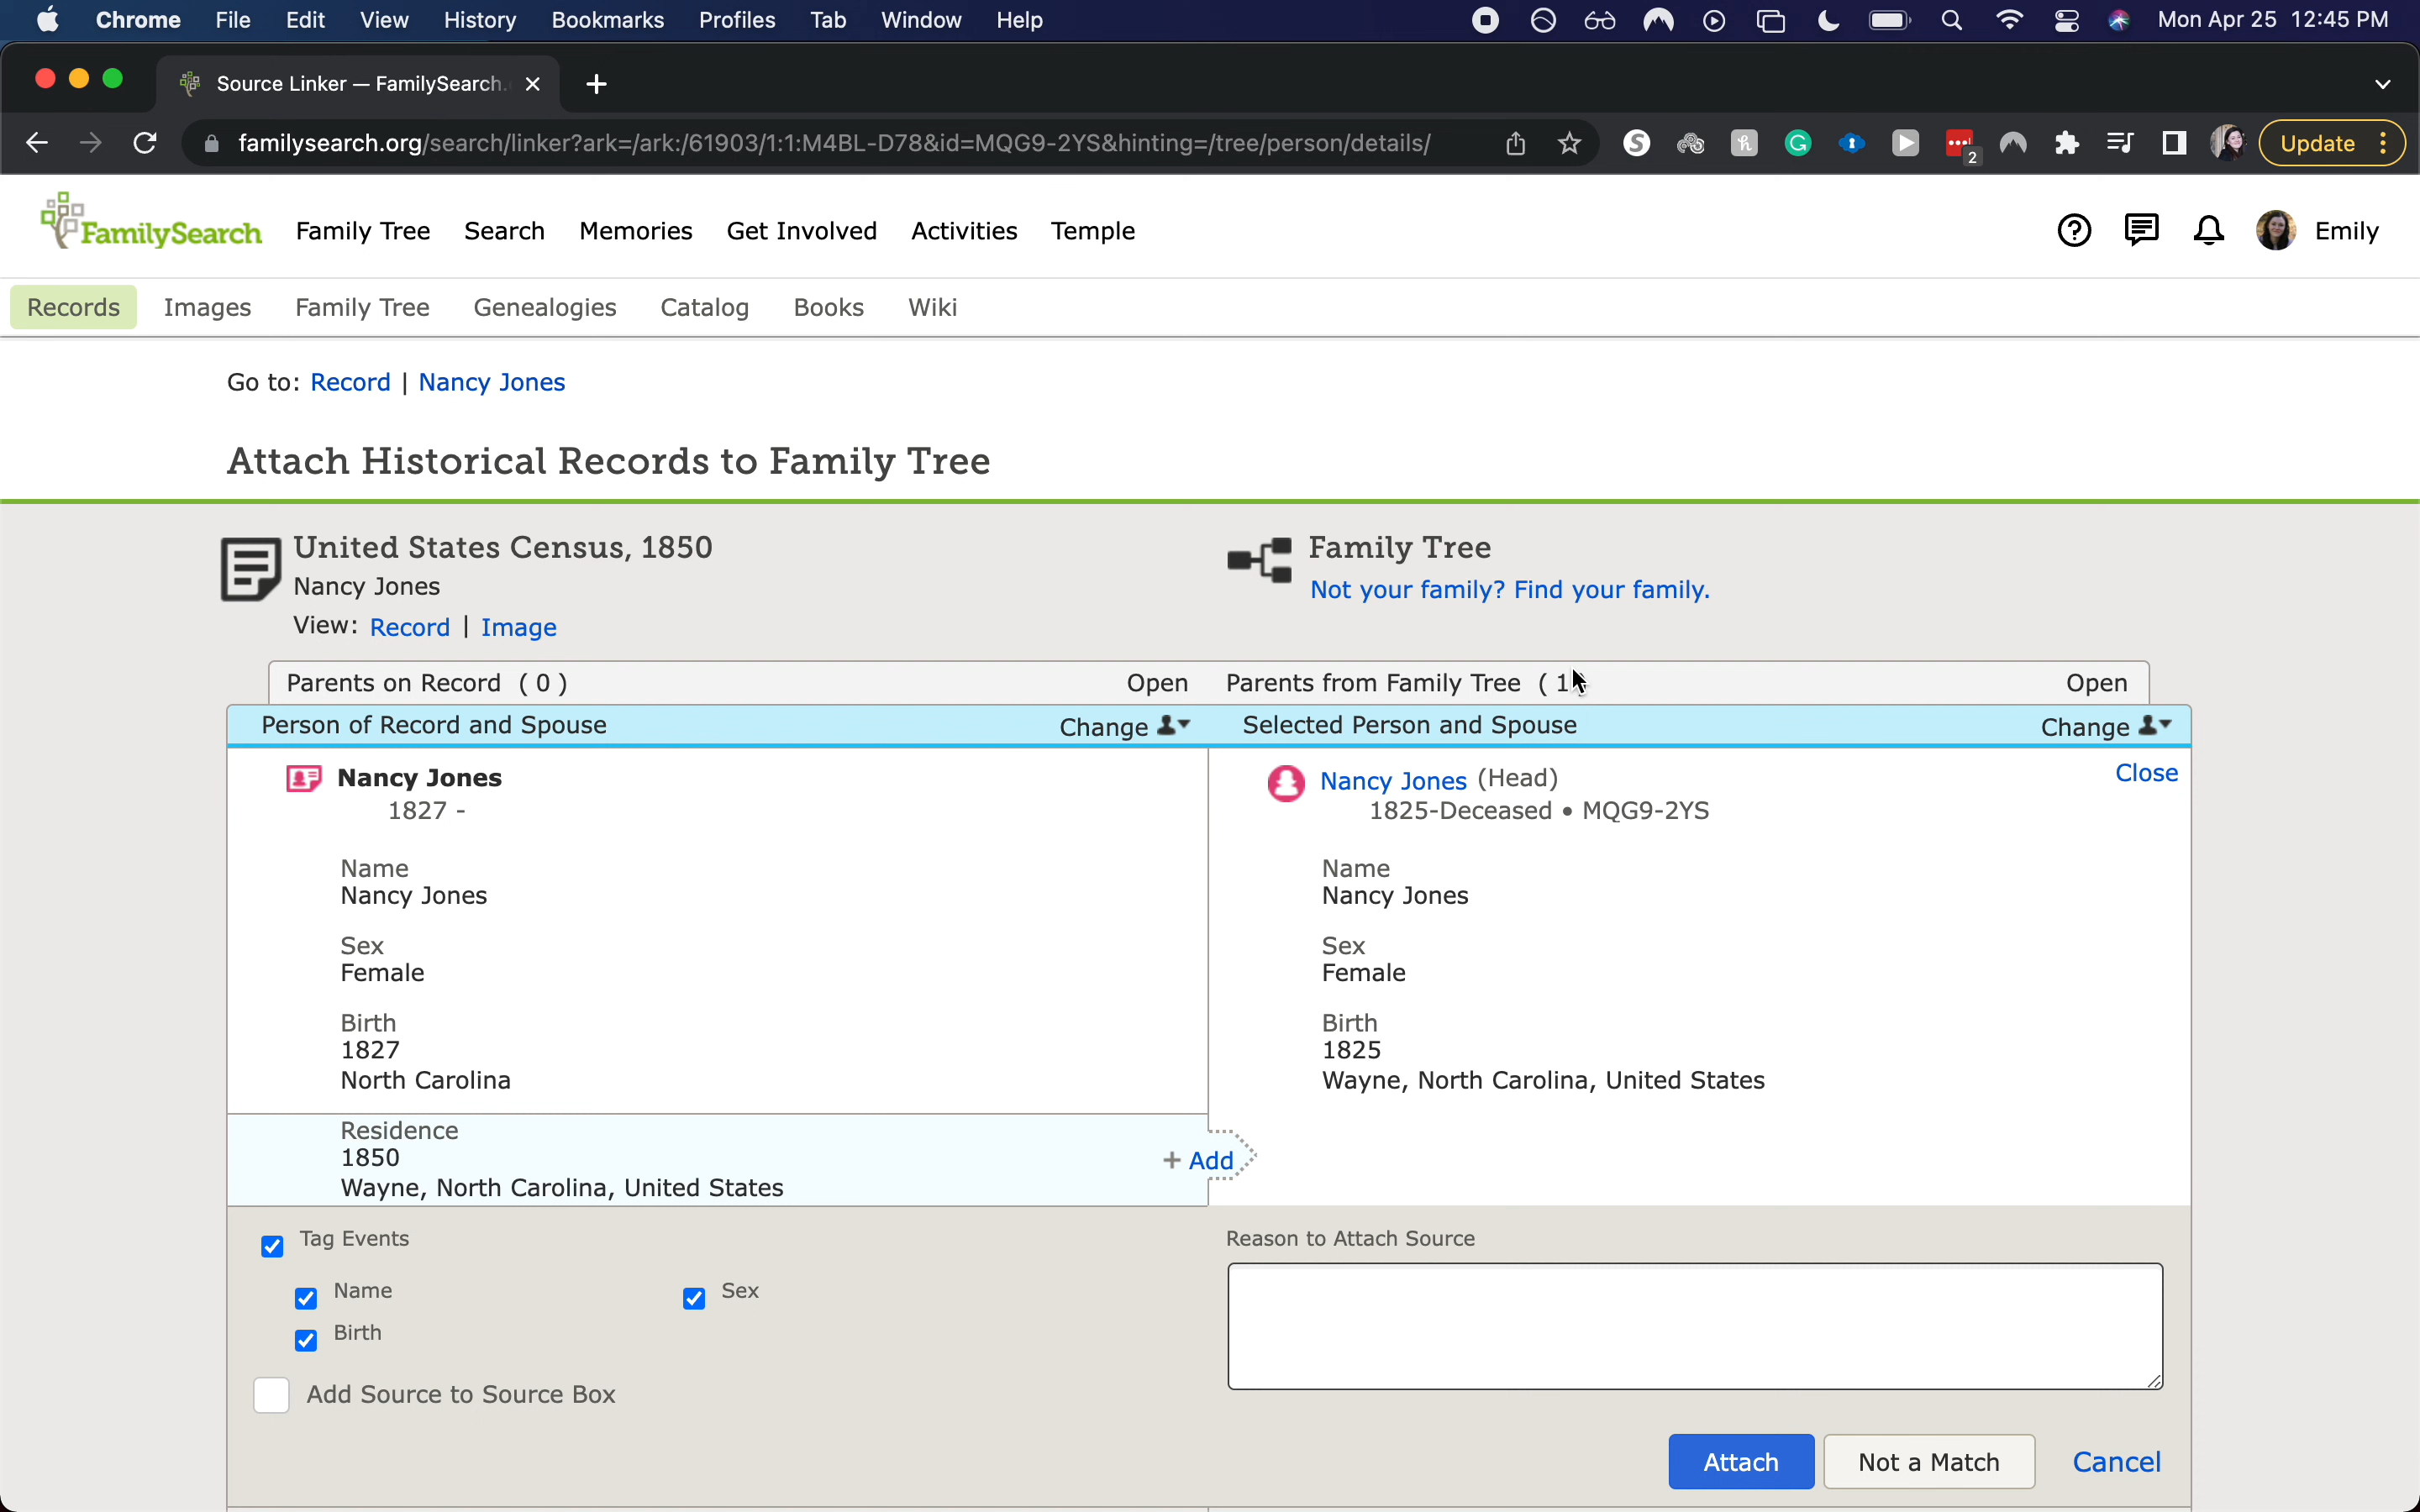 Chrome File Edit View History Bookmarks Profiles Tab Window Help Mon Apr 25 12:45 PM
Source Linker — FamilySearch.
familysearch.org/search/linker?ark=/ark:/61903/1:1:M4BL-D78&id=MQG9-2YS&hinting=/tree/person/details/ 2 Update
FamilySearch Family Tree Search Memories Get Involved Activities Temple Emily
Records Images Family Tree Genealogies Catalog Books Wiki
Go to: Record | Nancy Jones
Attach Historical Records to Family Tree
United States Census, 1850
Nancy Jones
View: Record | Image
Family Tree
Not your family? Find your family.
Parents on Record ( 0 ) Open Parents from Family Tree ( 1 Open
Person of Record and Spouse Change Selected Person and Spouse Change
Nancy Jones
1827 -
Name
Nancy Jones
Sex
Female
Birth
1827
North Carolina
Residence
1850
Wayne, North Carolina, United States
+ Add
Nancy Jones (Head) Close
1825-Deceased • MQG9-2YS
Name
Nancy Jones
Sex
Female
Birth
1825
Wayne, North Carolina, United States
Tag Events
Name Sex
Birth
Add Source to Source Box
Reason to Attach Source
Attach Not a Match Cancel